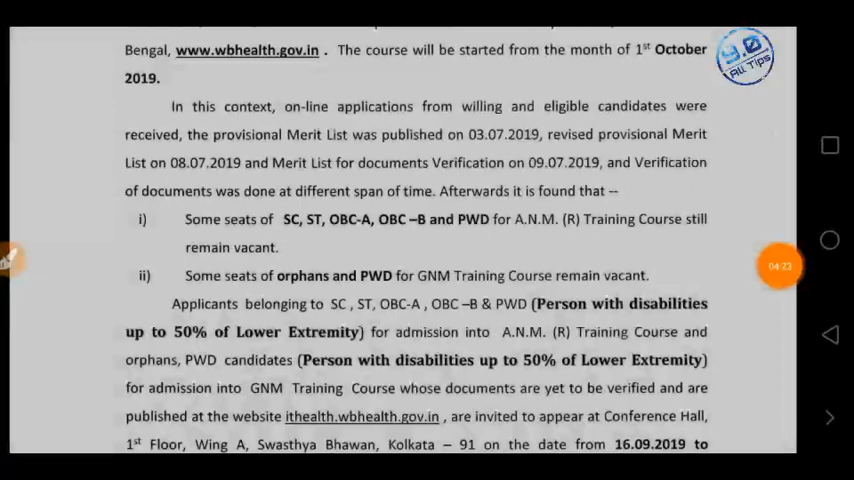 Bengal, www.wbhealth.gov.in . The course will be started from the month of 1st October
2019.
In this context, on-line applications from willing and eligible candidates were
received, the provisional Merit List was published on 03.07.2019, revised provisional Merit
List on 08.07.2019 and Merit List for documents Verification on 09.07.2019, and Verification
of documents was done at different span of time. Afterwards it is found that --
i) Some seats of SC, ST, OBC-A, OBC –B and PWD for A.N.M. (R) Training Course still
remain vacant.
ii) Some seats of orphans and PWD for GNM Training Course remain vacant.
Applicants belonging to SC , ST, OBC-A , OBC –B & PWD (Person with disabilities
up to 50% of Lower Extremity) for admission into A.N.M. (R) Training Course and
orphans, PWD candidates (Person with disabilities up to 50% of Lower Extremity)
for admission into GNM Training Course whose documents are yet to be verified and are
published at the website ithealth.wbhealth.gov.in , are invited to appear at Conference Hall,
1st Floor, Wing A, Swasthya Bhawan, Kolkata – 91 on the date from 16.09.2019 to
9.0
All Tips
04:23